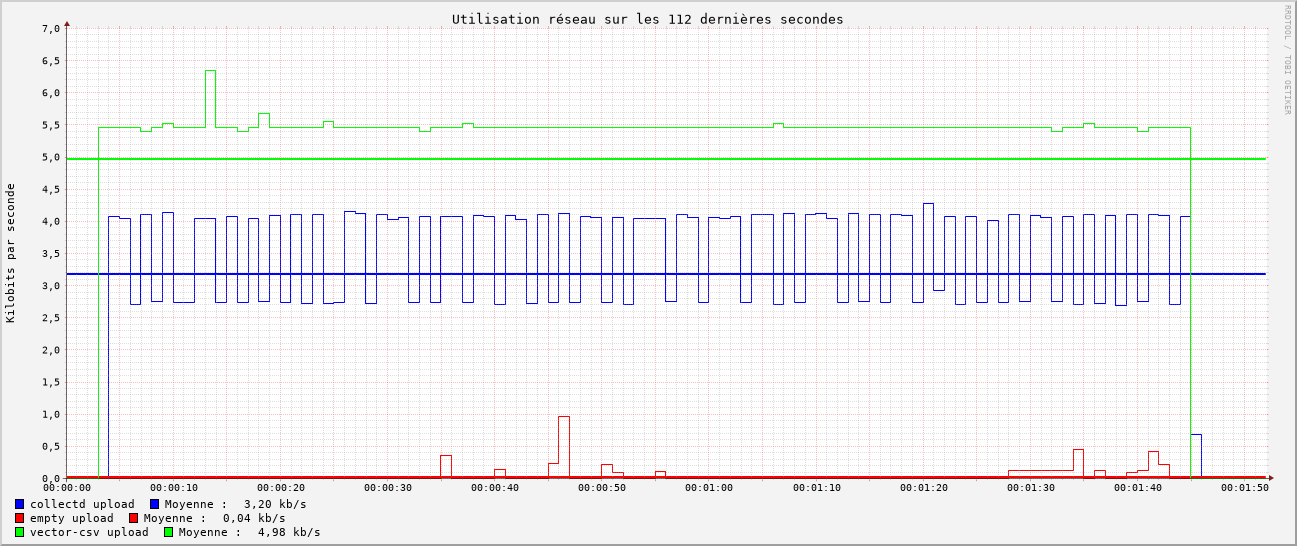 Utilisation réseau sur les 112 dernières secondes
RRDTOOL / TOBI OETIKER
Kilobits par seconde
7,0
6,5
6,0
5,5
5,0
4,5
4,0
3,5
3,0
2,5
2,0
1,5
1,0
0,5
0,0
00:00:00 00:00:10 00:00:20 00:00:30 00:00:40 00:00:50 00:01:00 00:01:10 00:01:20 00:01:30 00:01:40 00:01:50
collectd upload Moyenne : 3,20 kb/s
empty upload Moyenne : 0,04 kb/s
vector-csv upload Moyenne : 4,98 kb/s